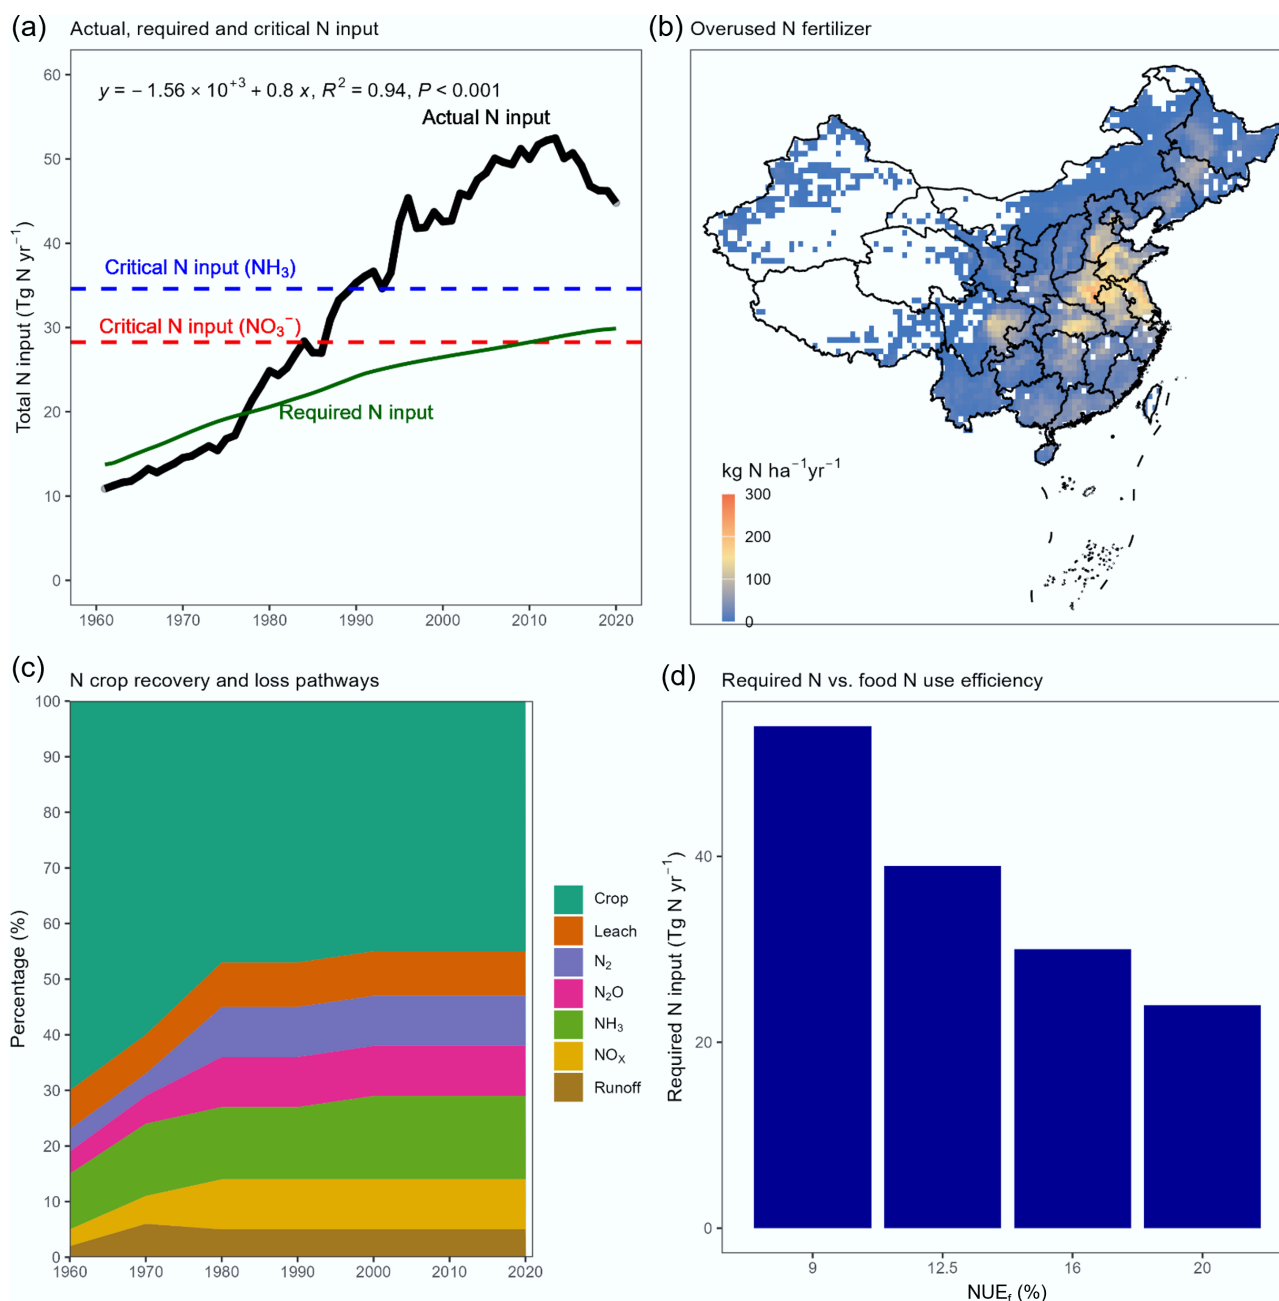 (a) Actual, required and critical N input
y = − 1.56 × 10⁺³ + 0.8 x, R² = 0.94, P < 0.001
Actual N input
Critical N input (NH₃)
Critical N input (NO₃⁻)
Required N input
Total N input (Tg N yr⁻¹)
60
50
40
30
20
10
0
1960 1970 1980 1990 2000 2010 2020
(b) Overused N fertilizer
kg N ha⁻¹yr⁻¹
300
200
100
0
(c) N crop recovery and loss pathways
Percentage (%)
100
90
80
70
60
50
40
30
20
10
0
1960 1970 1980 1990 2000 2010 2020
Crop
Leach
N₂
N₂O
NH₃
NOₓ
Runoff
(d) Required N vs. food N use efficiency
Required N input (Tg N yr⁻¹)
40
20
0
9 12.5 16 20
NUE_f (%)